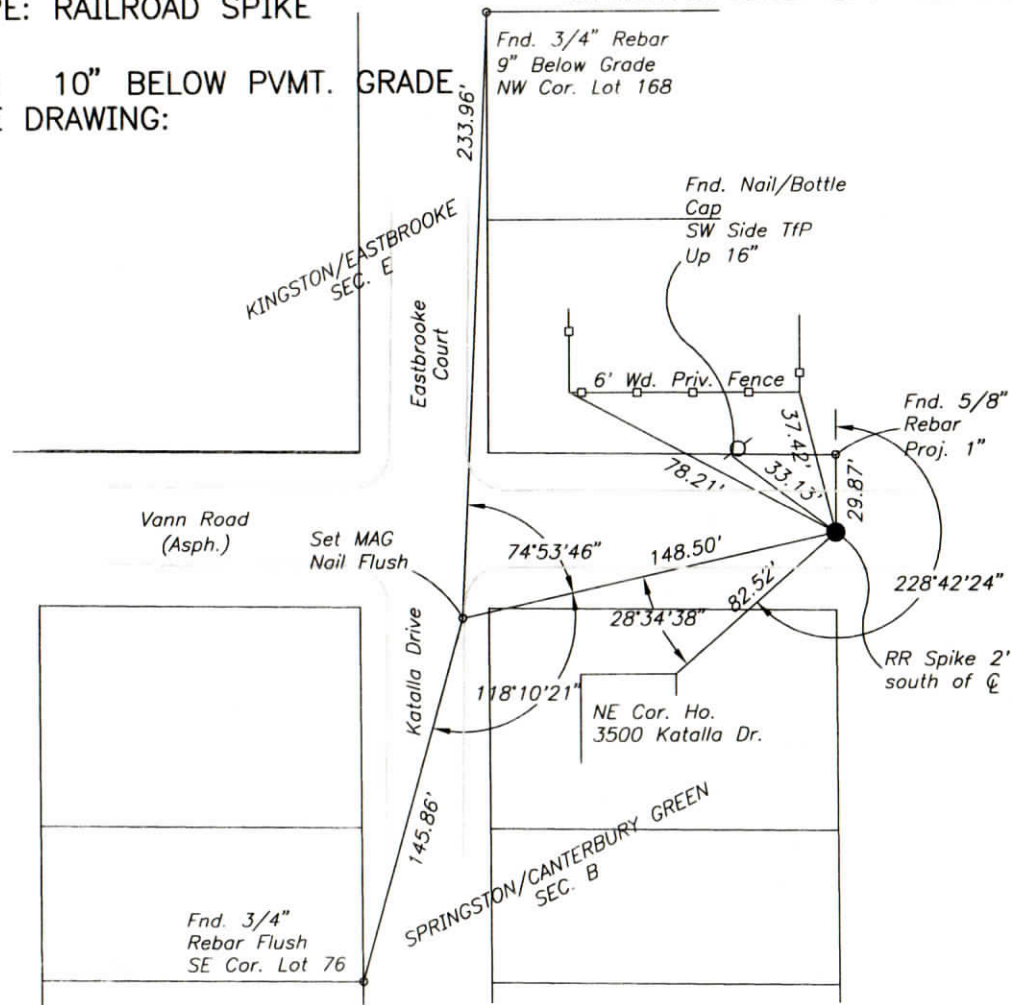 PE: RAILROAD SPIKE
10" BELOW PVMT. GRADE
E DRAWING:
Fnd. 3/4" Rebar
9" Below Grade
NW Cor. Lot 168
233.96'
KINGSTON/EASTBROOKE
SEC. E
Eastbrooke
Court
Fnd. Nail/Bottle
Cap
SW Side TfP
Up 16"
6' Wd. Priv. Fence
Fnd. 5/8"
Rebar
Proj. 1"
37.42'
33.13'
78.21'
29.87'
Vann Road
(Asph.)
Set MAG
Nail Flush
74°53'46"
148.50'
228°42'24"
82.52'
28°34'38"
118°10'21"
RR Spike 2'
south of ℄
Katalla Drive
NE Cor. Ho.
3500 Katalla Dr.
145.86'
SPRINGSTON/CANTERBURY GREEN
SEC. B
Fnd. 3/4"
Rebar Flush
SE Cor. Lot 76